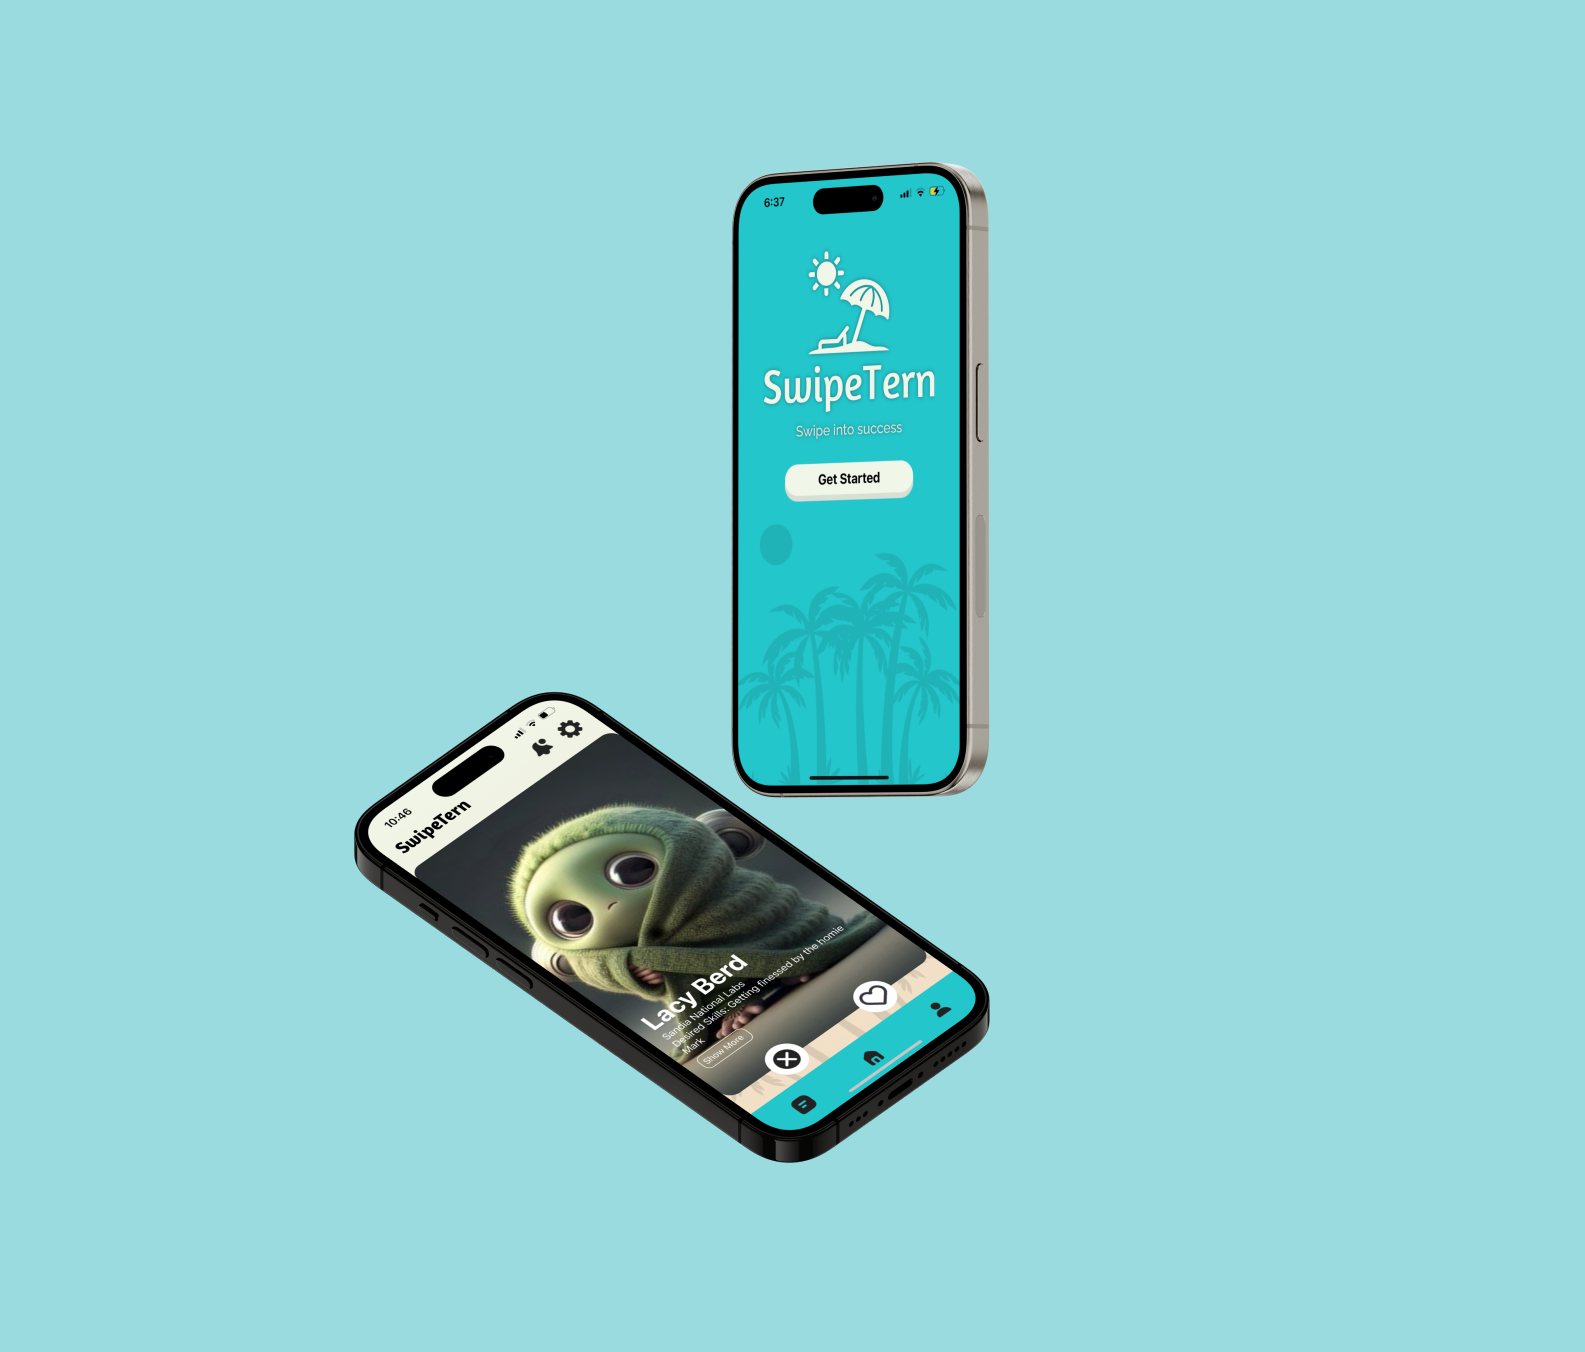 6:37
SwipeTern
Swipe into success
Get Started
10:46
SwipeTern
Lacy Berd
Sandia National Labs
Desired Skills: Getting finessed by the homie
Mark
Show More